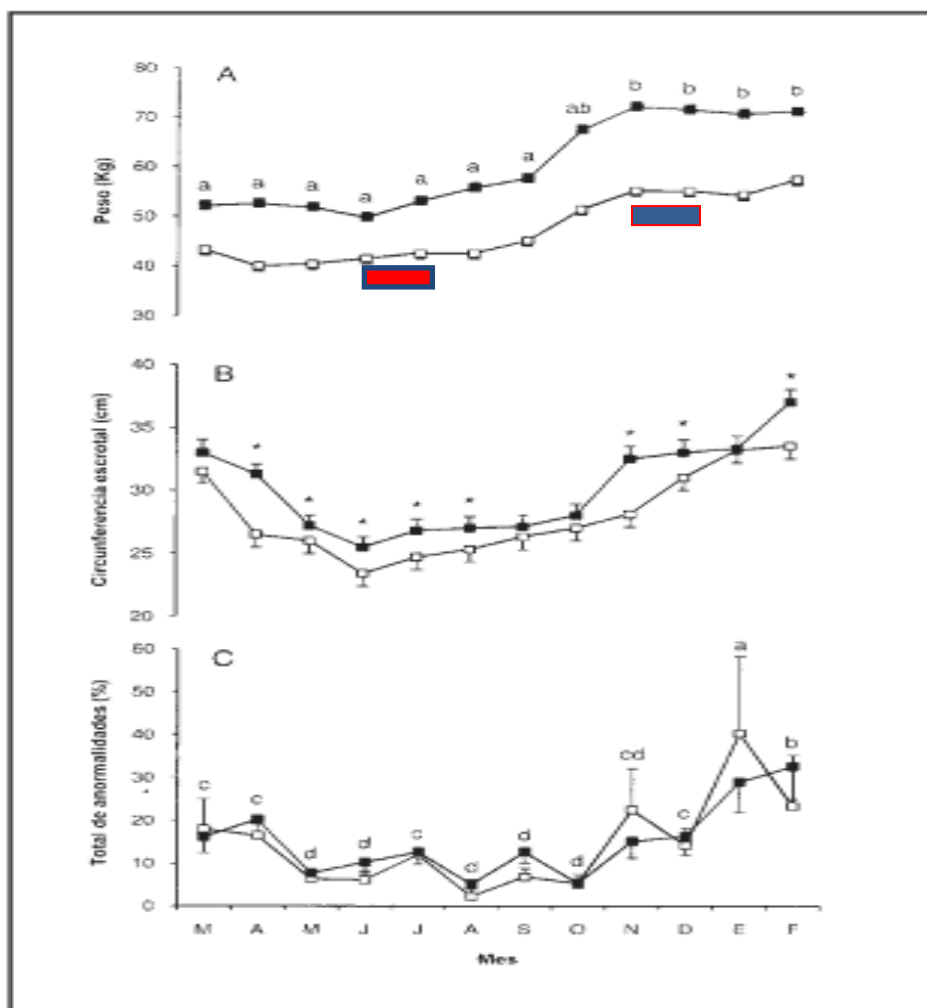 A
80
70
60
50
40
30
Peso (Kg)
a a a a a a a ab b b b b
B
40
35
30
25
20
Circunferencia escrotal (cm)
* * * * * * * *
C
60
50
40
30
20
10
0
Total de anormalidades (%)
c c d d c d d d cd c a b
M A M J J A S O N D E F
Mes